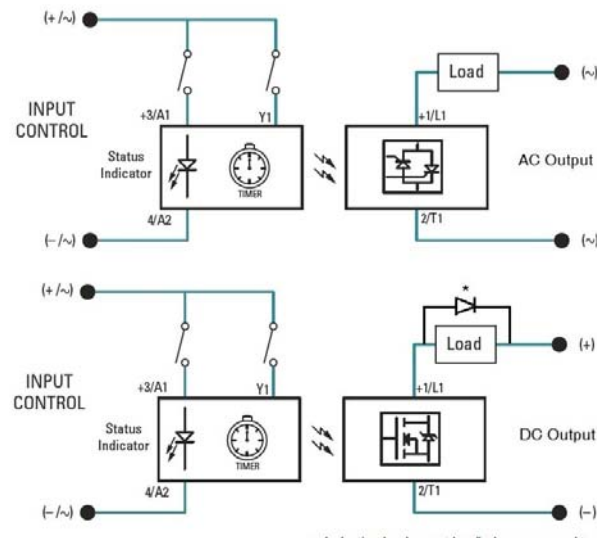 (+/~)
INPUT
CONTROL
+3/A1
Y1
Status
Indicator
TIMER
4/A2
(-/~)
Load
(~)
+1/L1
AC Output
2/T1
(~)
(+/~)
INPUT
CONTROL
+3/A1
Y1
Status
Indicator
TIMER
4/A2
(-/~)
*
Load
(+)
+1/L1
DC Output
2/T1
(-)